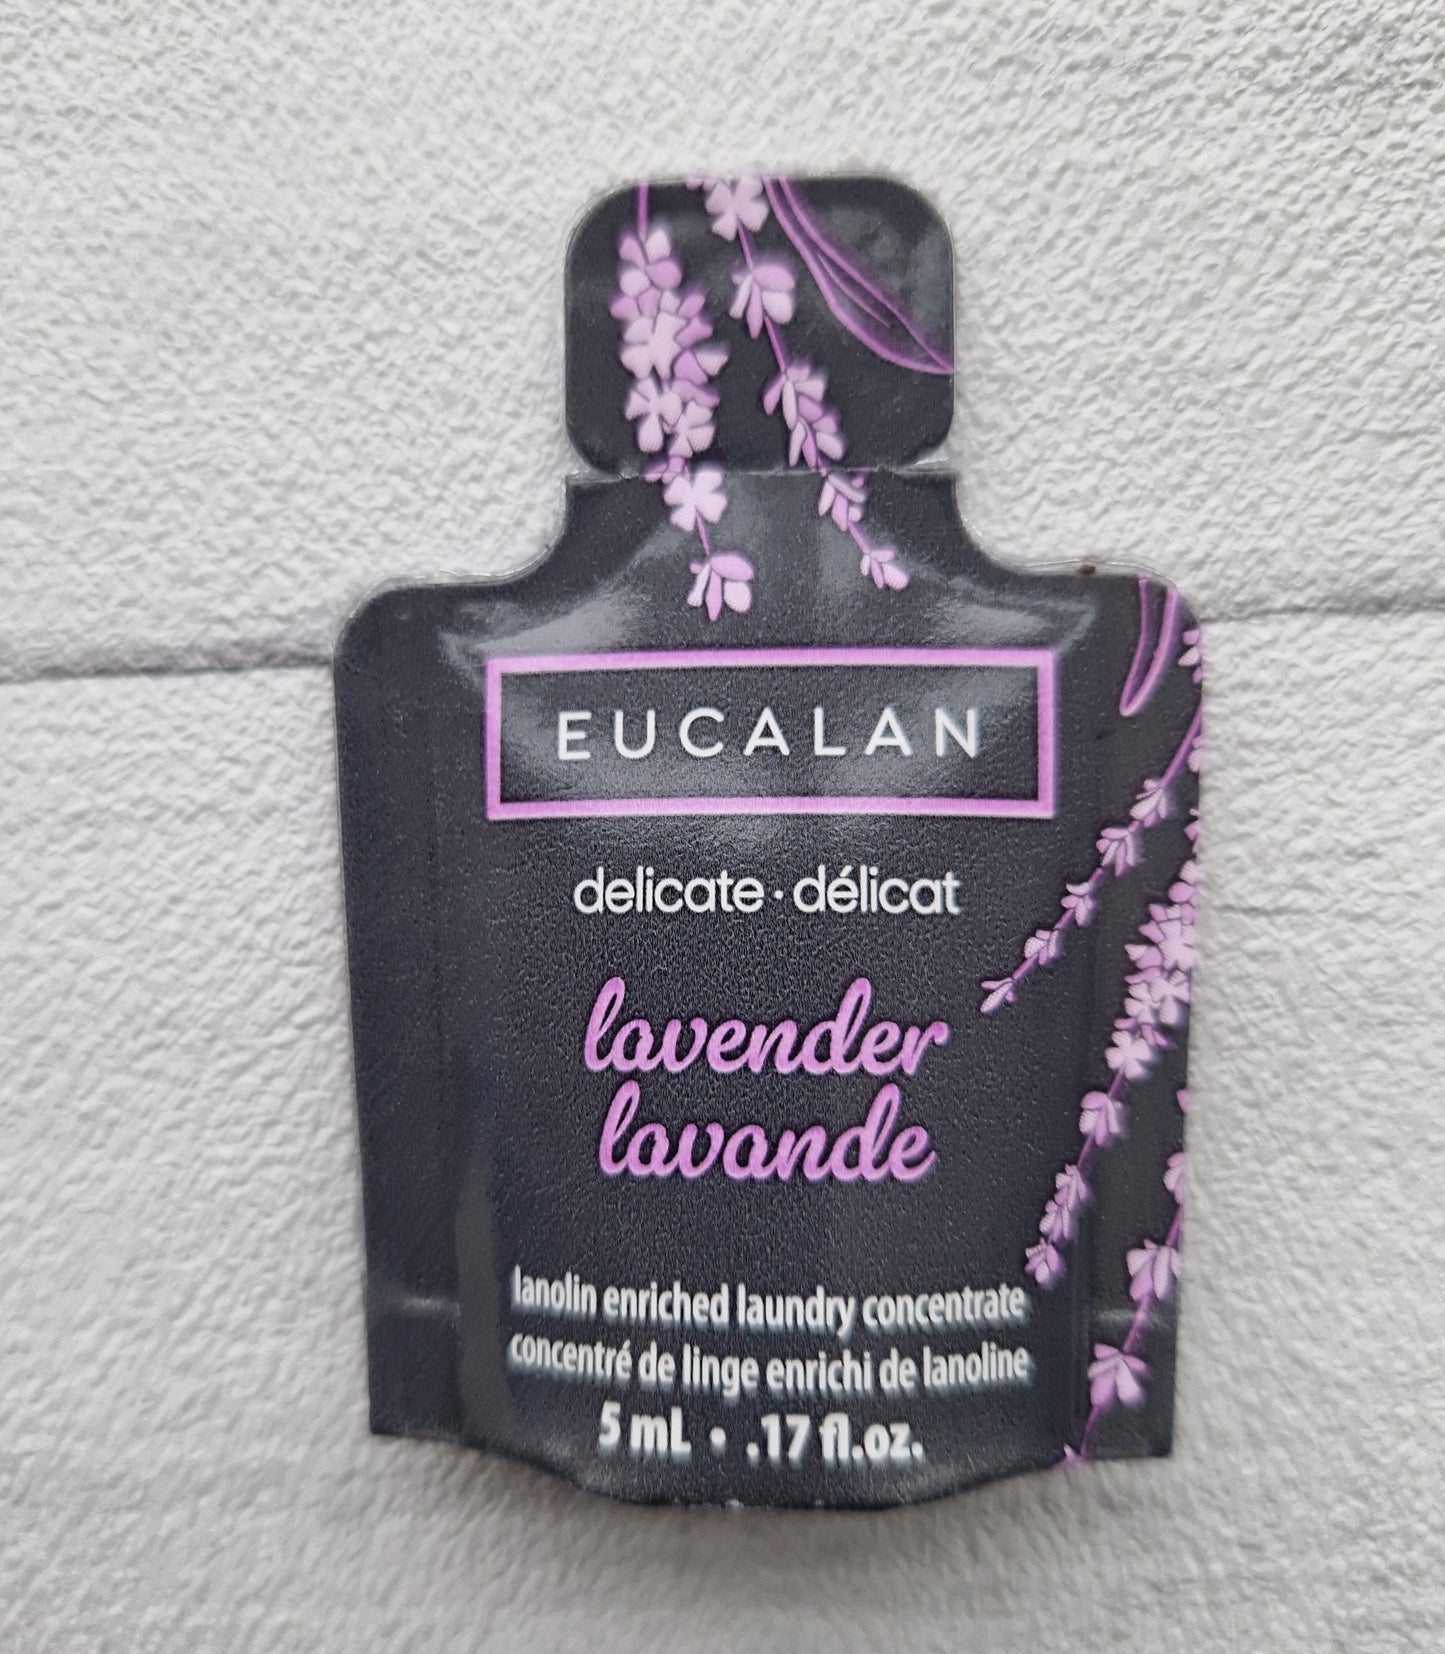 EUCALAN
delicate · délicat
lavender
lavande
lanolin enriched laundry concentrate
concentré de linge enrichi de lanoline
5 mL • .17 fl.oz.